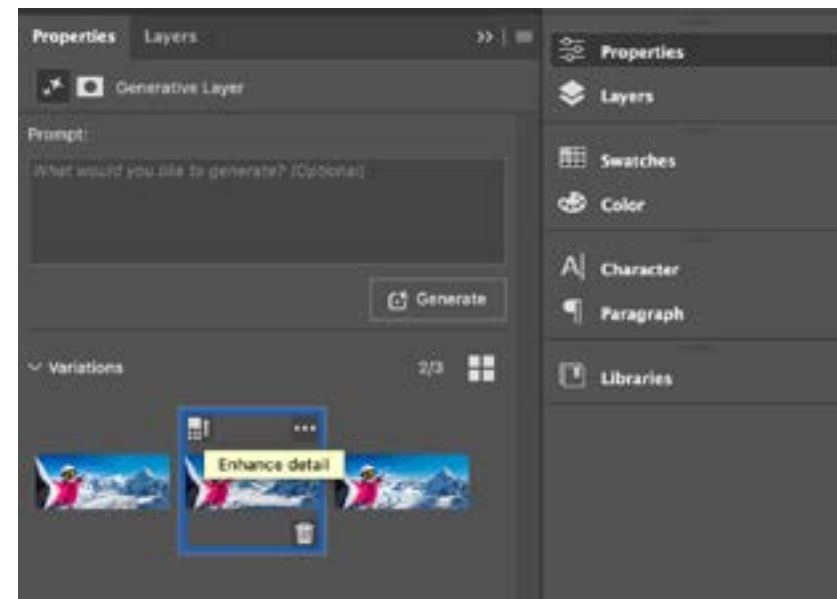 Properties Layers
Generative Layer
Prompt:
What would you like to generate? (Optional)
Generate
Variations 2/3
Enhance detail
Properties
Layers
Swatches
Color
Character
Paragraph
Libraries